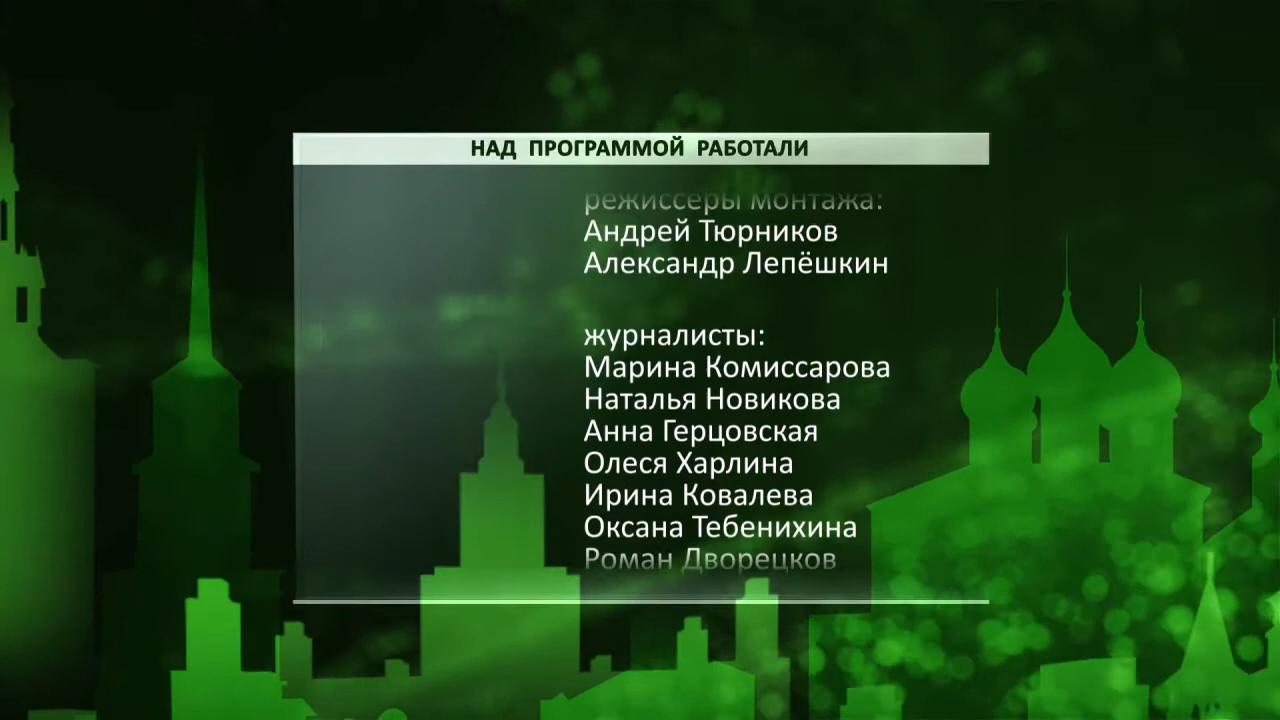 НАД ПРОГРАММОЙ РАБОТАЛИ
режиссеры монтажа:
Андрей Тюрников
Александр Лепёшкин
журналисты:
Марина Комиссарова
Наталья Новикова
Анна Герцовская
Олеся Харлина
Ирина Ковалева
Оксана Тебенихина
Роман Дворецков